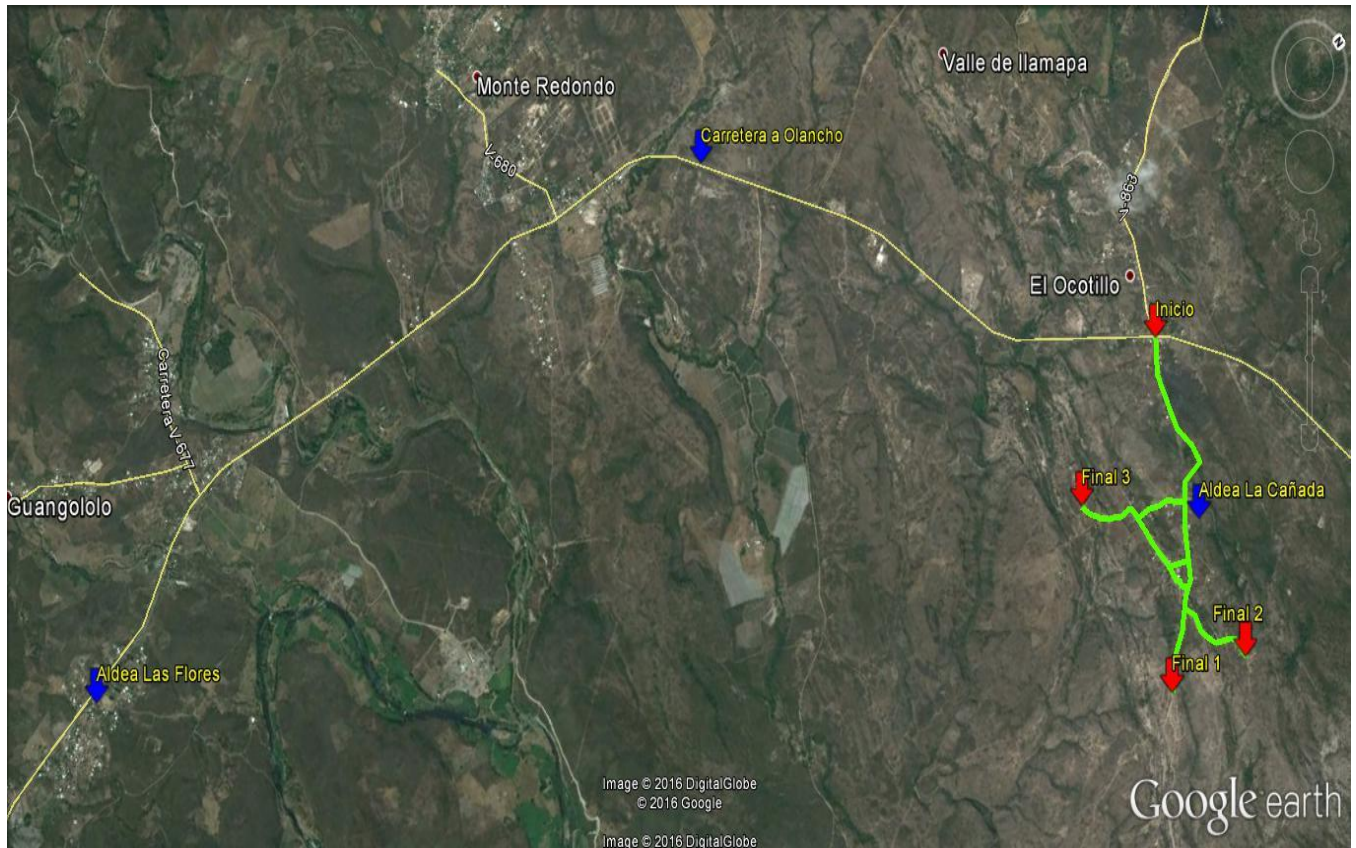 Valle de Ilamapa
N
Monte Redondo
Carretera a Olancho
V-680
V-863
El Ocotillo
Inicio
Carretera V-677
Final 3
Aldea La Cañada
Guangololo
Final 2
Final 1
Aldea Las Flores
Image © 2016 DigitalGlobe
© 2016 Google
Google earth
Image © 2016 DigitalGlobe